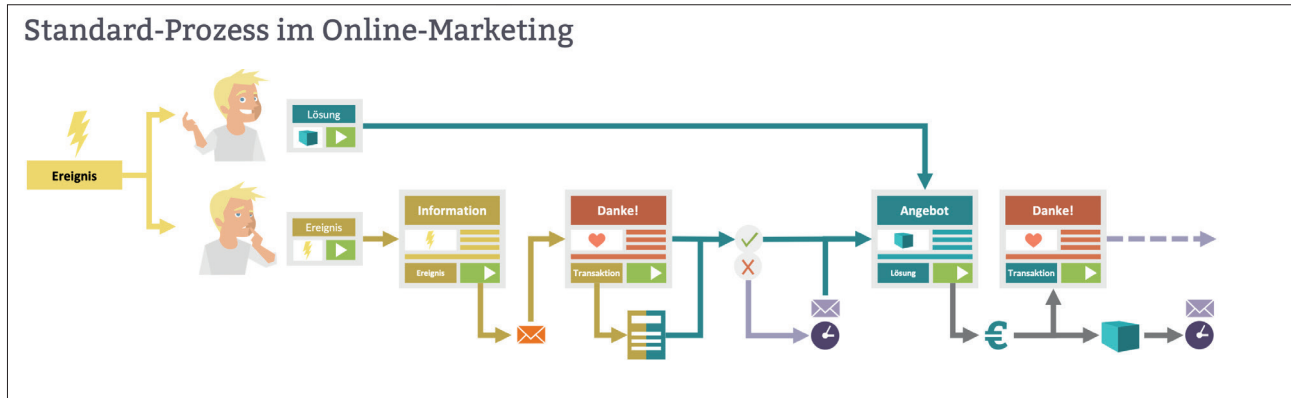 Standard-Prozess im Online-Marketing
Lösung
Ereignis
Ereignis
Information
Ereignis
Danke!
Transaktion
Angebot
Lösung
€
Danke!
Transaktion